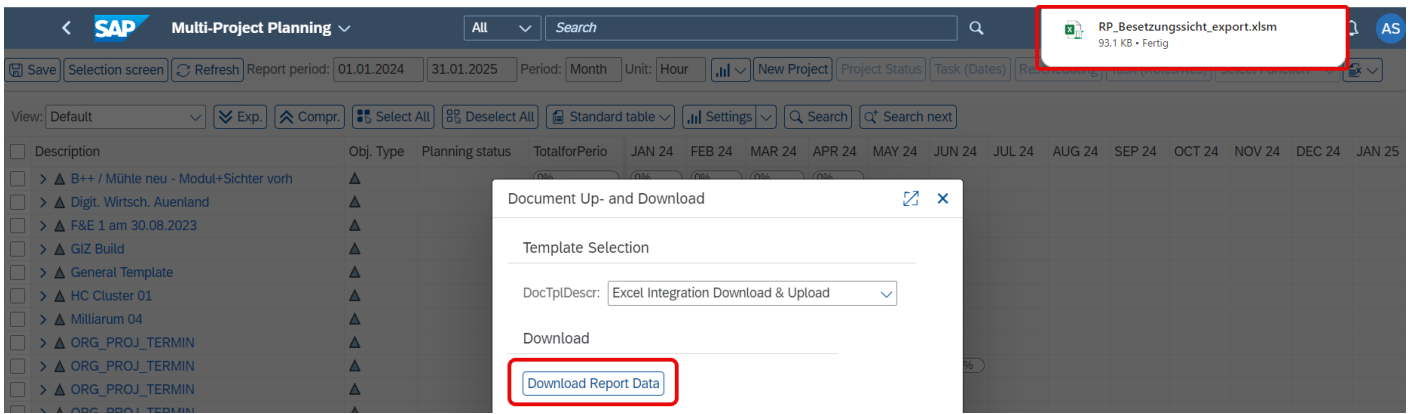 SAP Multi-Project Planning All Search AS
RP_Besetzungssicht_export.xlsm
93,1 KB • Fertig
Save Selection screen Refresh Report period: 01.01.2024 31.01.2025 Period: Month Unit: Hour New Project Project Status Task (Dates)
View: Default Exp. Compr. Select All Deselect All Standard table Settings Search Search next
Description Obj. Type Planning status TotalforPerio JAN 24 FEB 24 MAR 24 APR 24 MAY 24 JUN 24 JUL 24 AUG 24 SEP 24 OCT 24 NOV 24 DEC 24 JAN 25
B++ / Mühle neu - Modul+Sichter vorh 0% 0% 0% 0% 0%
Digit. Wirtsch. Auenland
F&E 1 am 30.08.2023
GIZ Build
General Template
HC Cluster 01
Milliarum 04
ORG_PROJ_TERMIN
ORG_PROJ_TERMIN
ORG_PROJ_TERMIN
ORG_PROJ_TERMIN
Document Up- and Download
Template Selection
DocTplDescr: Excel Integration Download & Upload
Download
Download Report Data